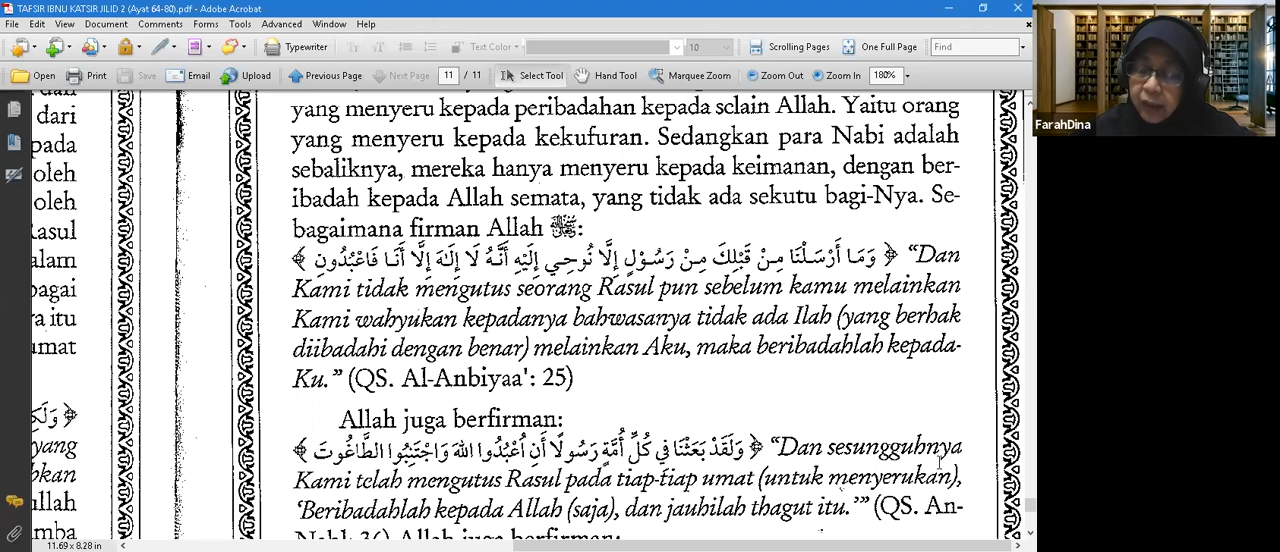 TAFSIR IBNU KATSIR JILID 2 (Ayat 64-80).pdf - Adobe Acrobat
File Edit View Document Comments Forms Tools Advanced Window Help
Typewriter Text Color 10 Scrolling Pages One Full Page Find
Open Print Save Email Upload Previous Page Next Page 11 / 11 Select Tool Hand Tool Marquee Zoom Zoom Out Zoom In 180%
FarahDina
dari
pada
oleh
oleh
Rasul
alam
bagai
a itu
umat
yang
bkan
ullah
mba
yang menyeru kepada peribadahan kepada sclain Allah. Yaitu orang
yang menyeru kepada kekufuran. Sedangkan para Nabi adalah
sebaliknya, mereka hanya menyeru kepada keimanan, dengan ber-
ibadah kepada Allah semata, yang tidak ada sekutu bagi-Nya. Se-
bagaimana firman Allah ﷻ:
﴿ وَمَا أَرْسَلْنَا مِنْ قَبْلِكَ مِنْ رَسُوْلٍ إِلَّا نُوحِي إِلَيْهِ أَنَّهُ لَا إِلَهَ إِلَّا أَنَا فَاعْبُدُونِ ﴾ “Dan
Kami tidak mengutus seorang Rasul pun sebelum kamu melainkan
Kami wahyukan kepadanya bahwasanya tidak ada Ilah (yang berhak
diibadahi dengan benar) melainkan Aku, maka beribadahlah kepada-
Ku.” (QS. Al-Anbiyaa': 25)
Allah juga berfirman:
﴿ وَلَقَدْ بَعَثْنَا فِي كُلِّ أُمَّةٍ رَسُولًا أَنِ اُعْبُدُوا اللهَ وَاجْتَنِبُوا الطَّاغُوتَ ﴾ “Dan sesungguhnya
Kami telah mengutus Rasul pada tiap-tiap umat (untuk menyerukan),
‘Beribadahlah kepada Allah (saja), dan jauhilah thagut itu.’” (QS. An-
11.69 x 8.28 in